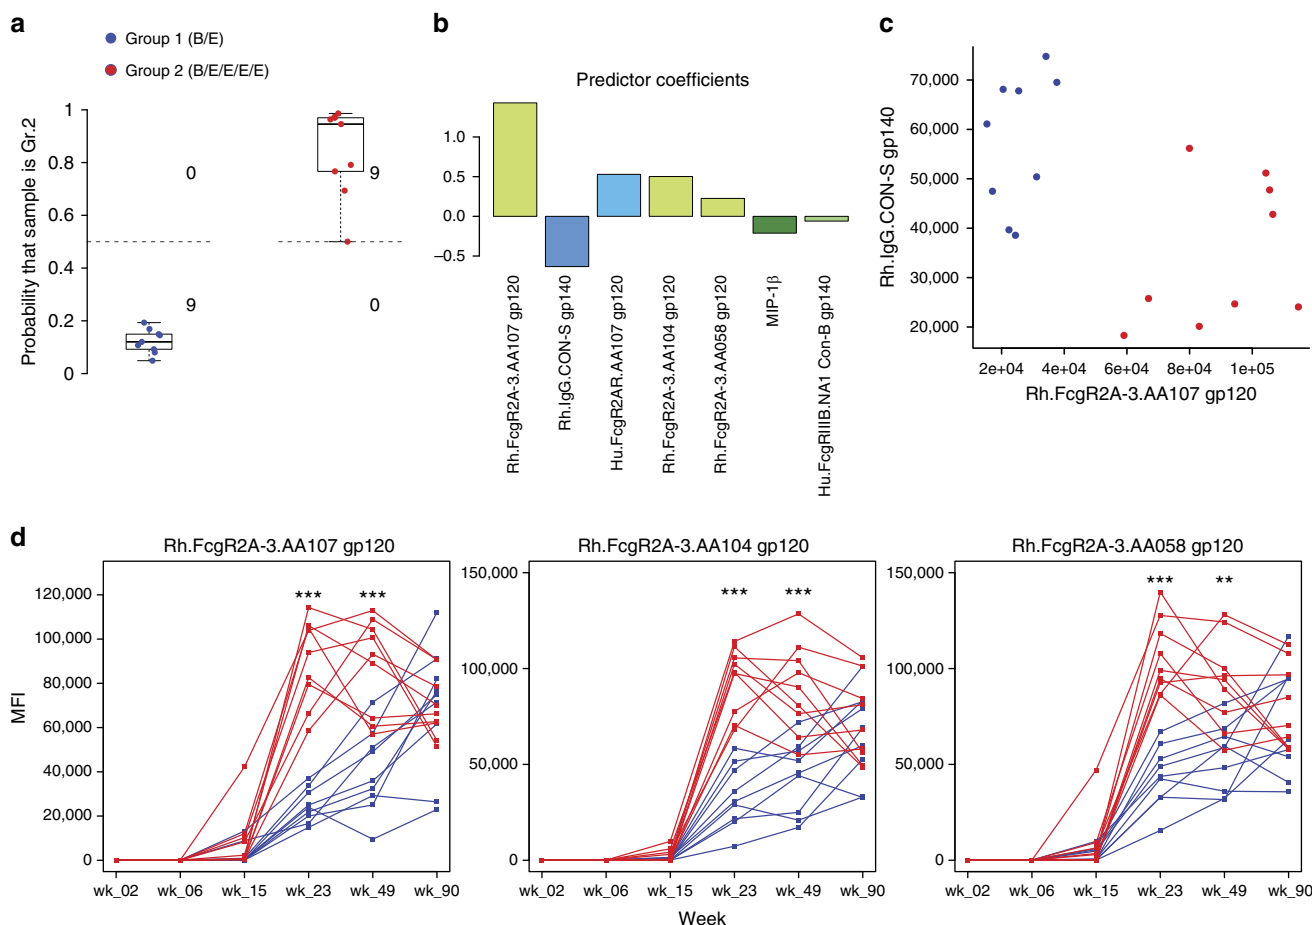 a
Group 1 (B/E)
Group 2 (B/E/E/E/E)
Probability that sample is Gr.2
1
0.8
0.6
0.4
0.2
0
0
9
9
0
b
Predictor coefficients
1.0
0.5
0.0
−0.5
Rh.FcgR2A-3.AA107 gp120
Rh.IgG.CON-S gp140
Hu.FcgR2AR.AA107 gp120
Rh.FcgR2A-3.AA104 gp120
Rh.FcgR2A-3.AA058 gp120
MIP-1β
Hu.FcgRIIIB.NA1 Con-B gp140
c
Rh.IgG.CON-S gp140
70,000
60,000
50,000
40,000
30,000
20,000
2e+04 4e+04 6e+04 8e+04 1e+05
Rh.FcgR2A-3.AA107 gp120
d
Rh.FcgR2A-3.AA107 gp120
MFI
120,000
100,000
80,000
60,000
40,000
20,000
0
*** ***
wk_02 wk_06 wk_15 wk_23 wk_49 wk_90
Rh.FcgR2A-3.AA104 gp120
150,000
100,000
50,000
0
*** ***
wk_02 wk_06 wk_15 wk_23 wk_49 wk_90
Rh.FcgR2A-3.AA058 gp120
150,000
100,000
50,000
0
*** **
wk_02 wk_06 wk_15 wk_23 wk_49 wk_90
Week